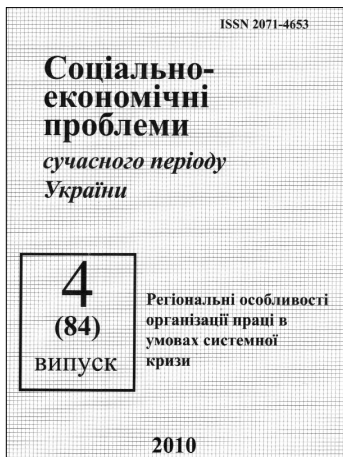 ISSN 2071-4653
Соціально-
економічні
проблеми
сучасного періоду
України
4
(84)
випуск
Регіональні особливості
організації праці в
умовах системної
кризи
2010